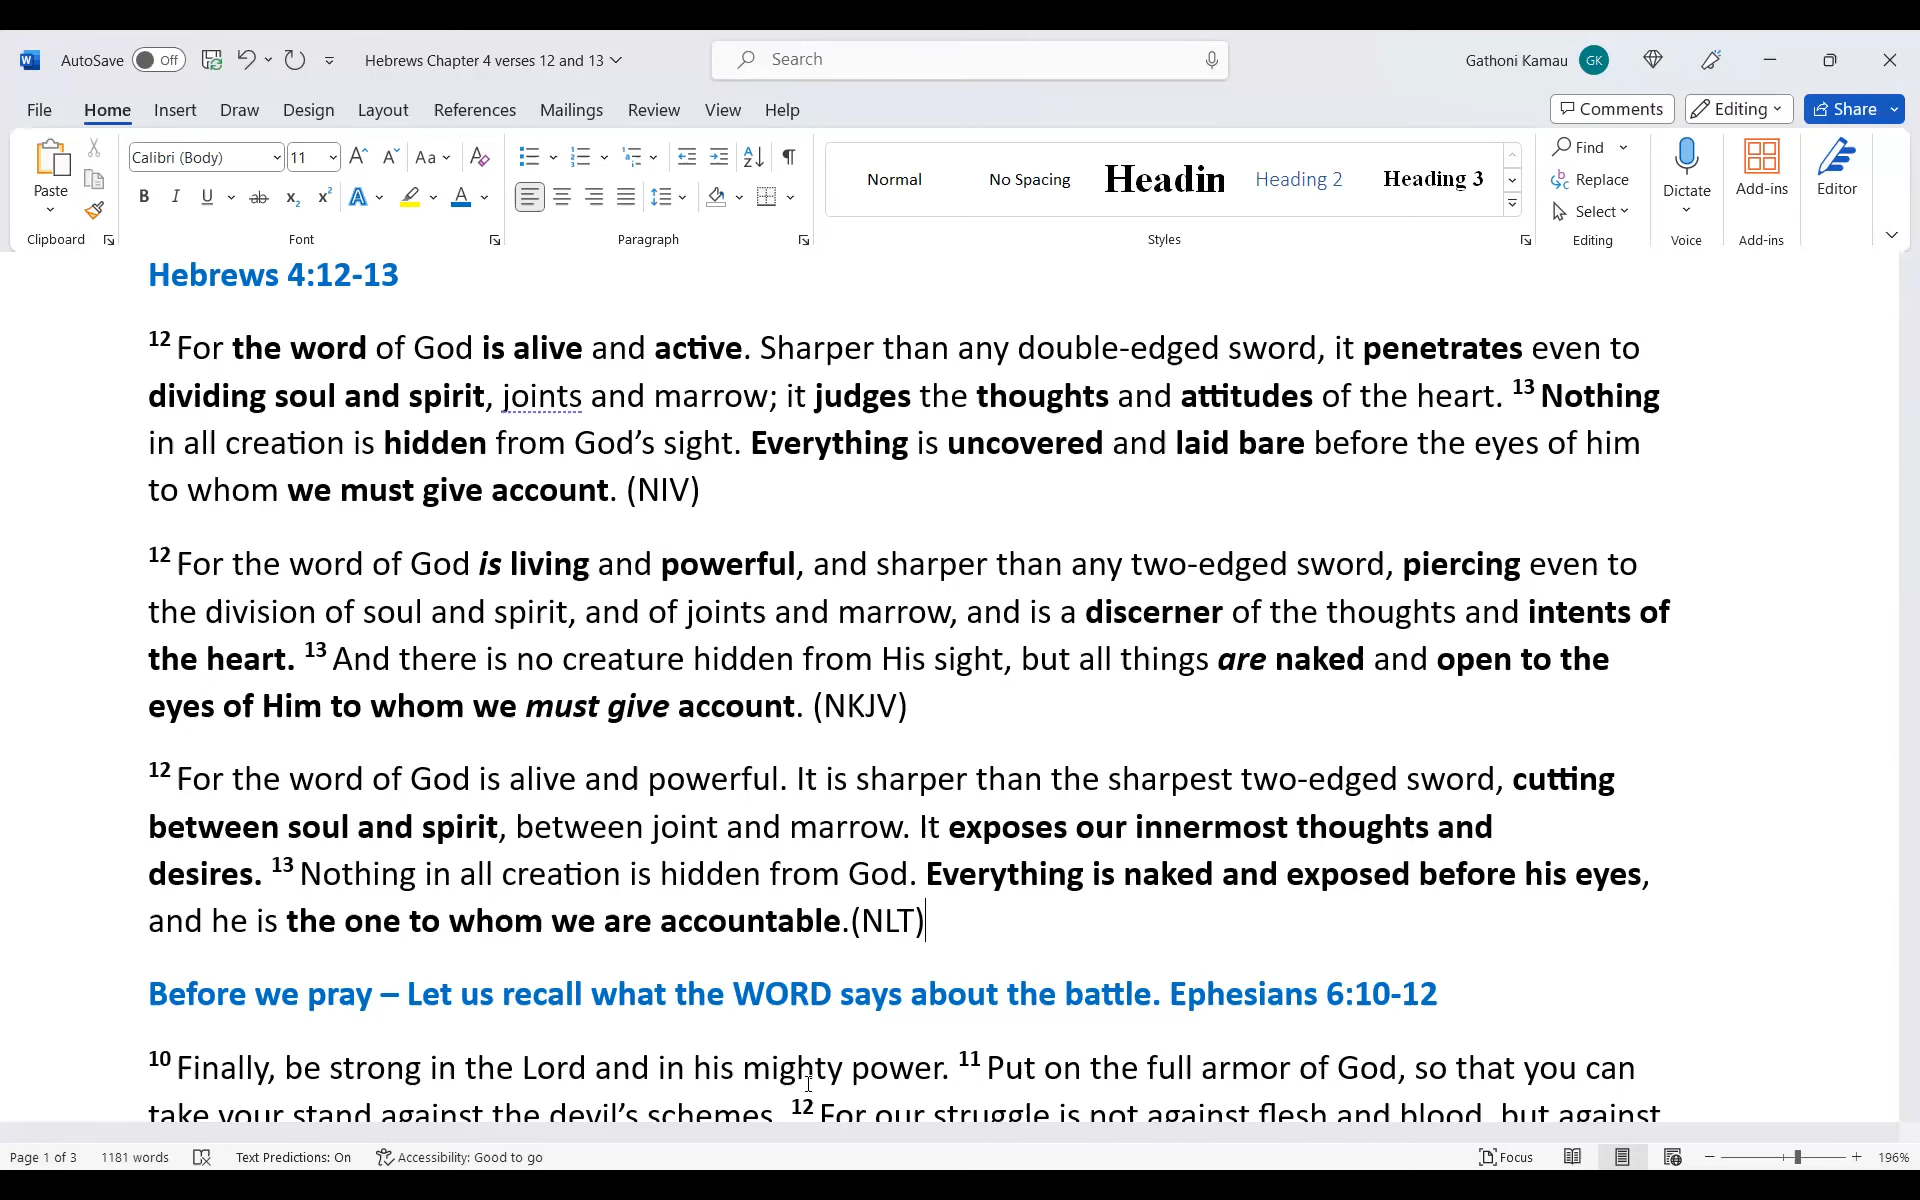 AutoSave Off Hebrews Chapter 4 verses 12 and 13 Search Gathoni Kamau GK
File Home Insert Draw Design Layout References Mailings Review View Help Comments Editing Share
Paste Calibri (Body) 11 Aa Normal No Spacing Headin Heading 2 Heading 3 Find Replace Select Dictate Add-ins Editor
Clipboard Font Paragraph Styles Editing Voice Add-ins
Hebrews 4:12-13
12 For the word of God is alive and active. Sharper than any double-edged sword, it penetrates even to
dividing soul and spirit, joints and marrow; it judges the thoughts and attitudes of the heart. 13 Nothing
in all creation is hidden from God’s sight. Everything is uncovered and laid bare before the eyes of him
to whom we must give account. (NIV)
12 For the word of God is living and powerful, and sharper than any two-edged sword, piercing even to
the division of soul and spirit, and of joints and marrow, and is a discerner of the thoughts and intents of
the heart. 13 And there is no creature hidden from His sight, but all things are naked and open to the
eyes of Him to whom we must give account. (NKJV)
12 For the word of God is alive and powerful. It is sharper than the sharpest two-edged sword, cutting
between soul and spirit, between joint and marrow. It exposes our innermost thoughts and
desires. 13 Nothing in all creation is hidden from God. Everything is naked and exposed before his eyes,
and he is the one to whom we are accountable.(NLT)
Before we pray – Let us recall what the WORD says about the battle. Ephesians 6:10-12
10 Finally, be strong in the Lord and in his mighty power. 11 Put on the full armor of God, so that you can
take your stand against the devil’s schemes. 12 For our struggle is not against flesh and blood, but against
Page 1 of 3 1181 words Text Predictions: On Accessibility: Good to go Focus 196%